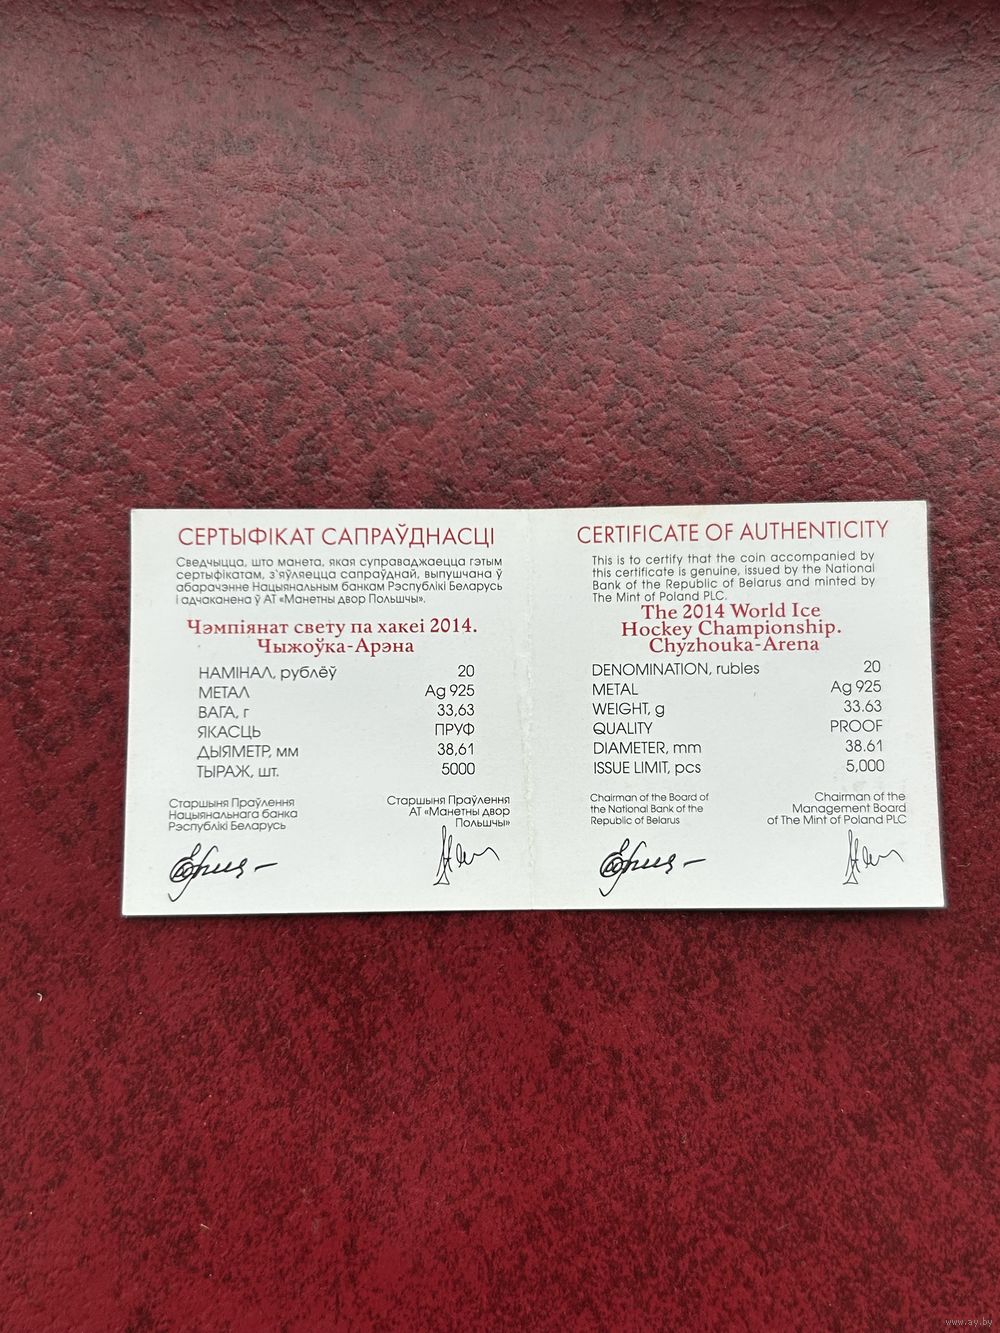 СЕРТЫФІКАТ САПРАЎДНАСЦІ
Сведчыцца, што манета, якая суправаджаецца гэтым
сертыфікатам, з`яўляецца сапраўднай, выпушчана ў
абарачэнне Нацыянальным банкам Рэспублікі Беларусь
і адчаканена ў АТ «Манетны двор Польшчы».
Чэмпіянат свету па хакеі 2014.
Чыжоўка-Арэна
НАМІНАЛ, рублёў 20
МЕТАЛ Ag 925
ВАГА, г 33,63
ЯКАСЦЬ ПРУФ
ДЫЯМЕТР, мм 38,61
ТЫРАЖ, шт. 5000
Старшыня Праўлення
Нацыянальнага банка
Рэспублікі Беларусь
Старшыня Праўлення
АТ «Манетны двор
Польшчы»
CERTIFICATE OF AUTHENTICITY
This is to certify that the coin accompanied by
this certificate is genuine, issued by the National
Bank of the Republic of Belarus and minted by
The Mint of Poland PLC.
The 2014 World Ice
Hockey Championship.
Chyzhouka-Arena
DENOMINATION, rubles 20
METAL Ag 925
WEIGHT, g 33.63
QUALITY PROOF
DIAMETER, mm 38.61
ISSUE LIMIT, pcs 5,000
Chairman of the Board of
the National Bank of the
Republic of Belarus
Chairman of the
Management Board
of The Mint of Poland PLC
www.ay.by